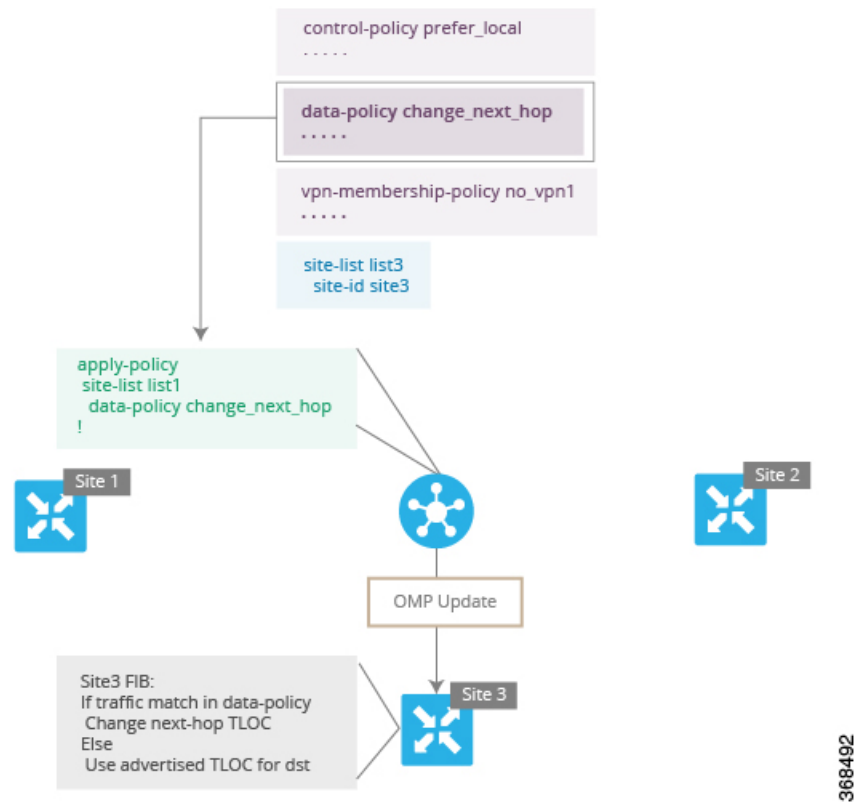 control-policy prefer_local
. . . . .
data-policy change_next_hop
. . . . .
vpn-membership-policy no_vpn1
. . . . .
site-list list3
site-id site3
apply-policy
site-list list1
data-policy change_next_hop
!
Site 1
Site 2
OMP Update
Site 3
Site3 FIB:
If traffic match in data-policy
Change next-hop TLOC
Else
Use advertised TLOC for dst
368492